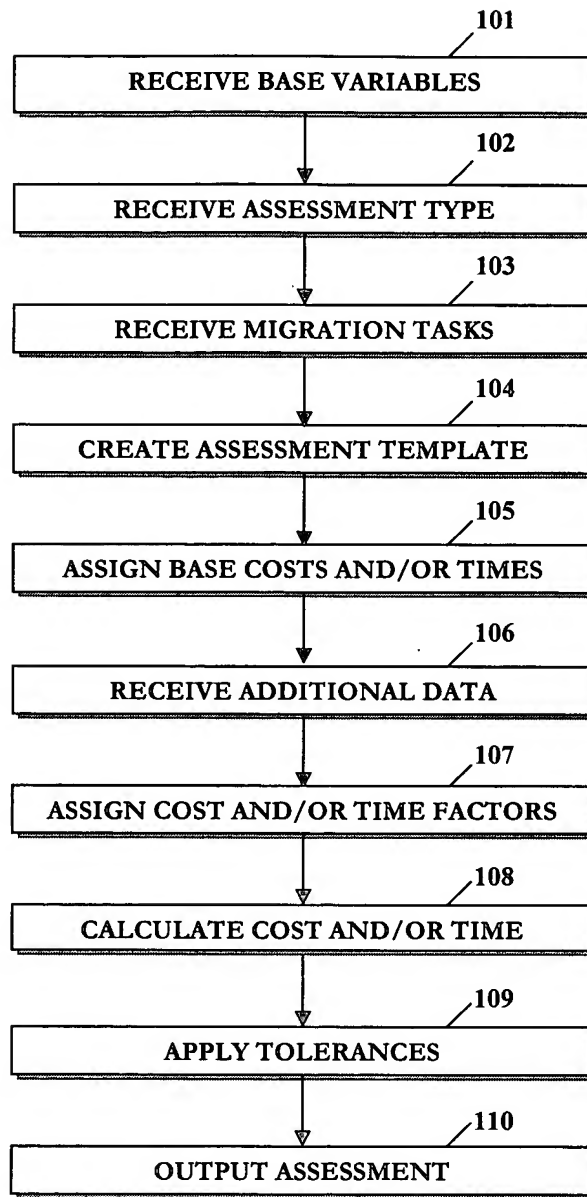 101
RECEIVE BASE VARIABLES
102
RECEIVE ASSESSMENT TYPE
103
RECEIVE MIGRATION TASKS
104
CREATE ASSESSMENT TEMPLATE
105
ASSIGN BASE COSTS AND/OR TIMES
106
RECEIVE ADDITIONAL DATA
107
ASSIGN COST AND/OR TIME FACTORS
108
CALCULATE COST AND/OR TIME
109
APPLY TOLERANCES
110
OUTPUT ASSESSMENT